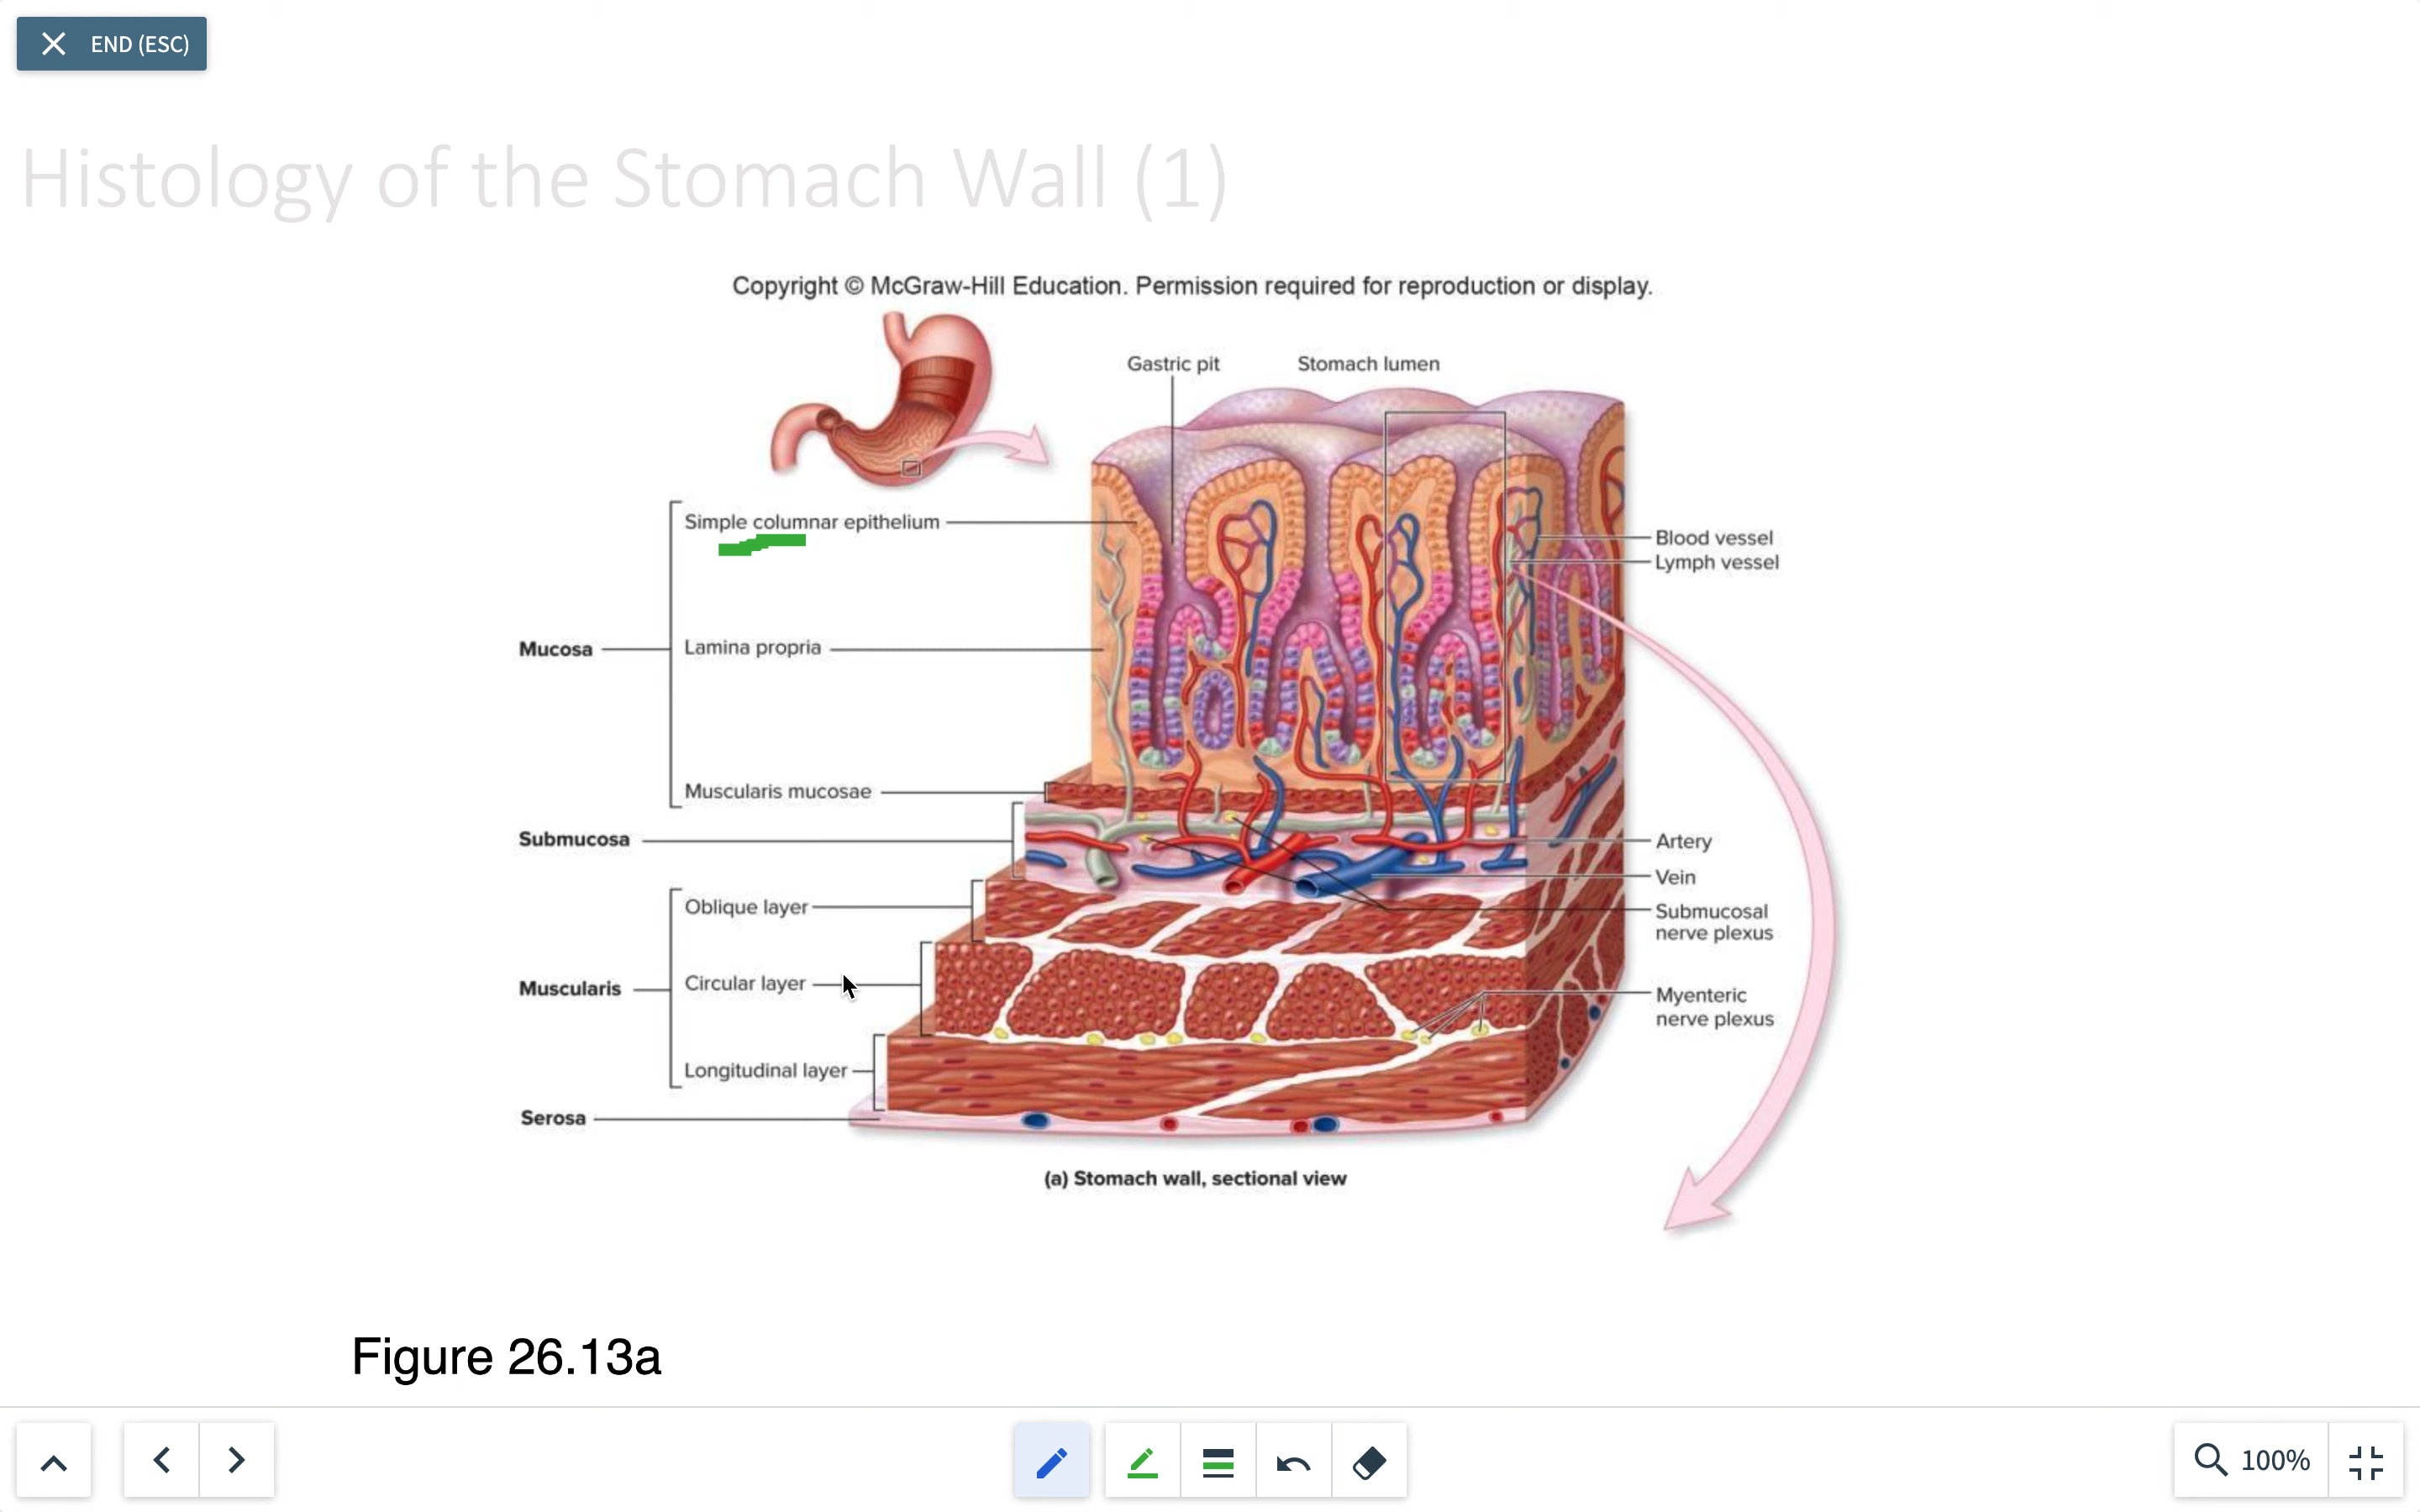 END (ESC)
Histology of the Stomach Wall (1)
Copyright © McGraw-Hill Education. Permission required for reproduction or display.
Gastric pit
Stomach lumen
Simple columnar epithelium
Blood vessel
Lymph vessel
Mucosa
Lamina propria
Muscularis mucosae
Submucosa
Artery
Vein
Oblique layer
Submucosal
nerve plexus
Muscularis
Circular layer
Myenteric
nerve plexus
Longitudinal layer
Serosa
(a) Stomach wall, sectional view
Figure 26.13a
100%